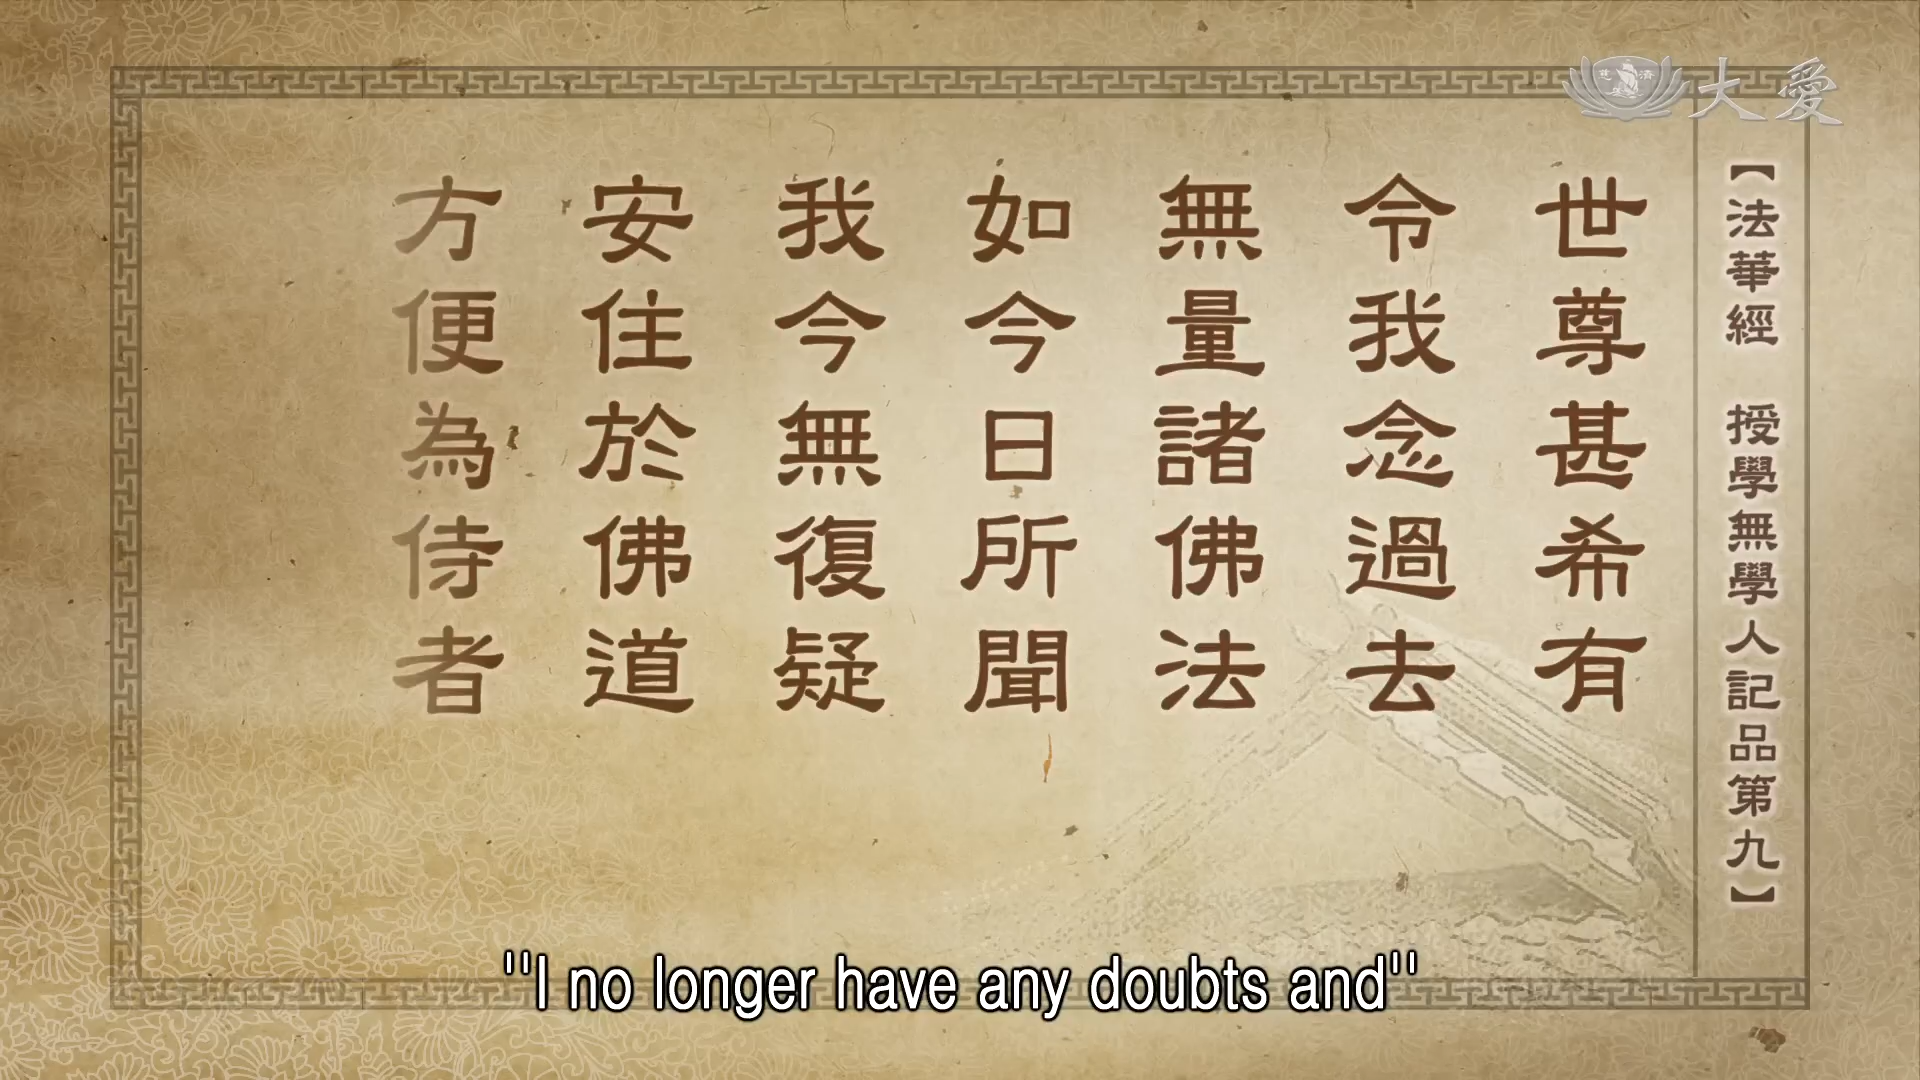 大愛
慈濟
【法華經 授學無學人記品第九】
世尊甚希有
令我念過去
無量諸佛法
如今日所聞
我今無復疑
安住於佛道
方便為侍者
"I no longer have any doubts and"